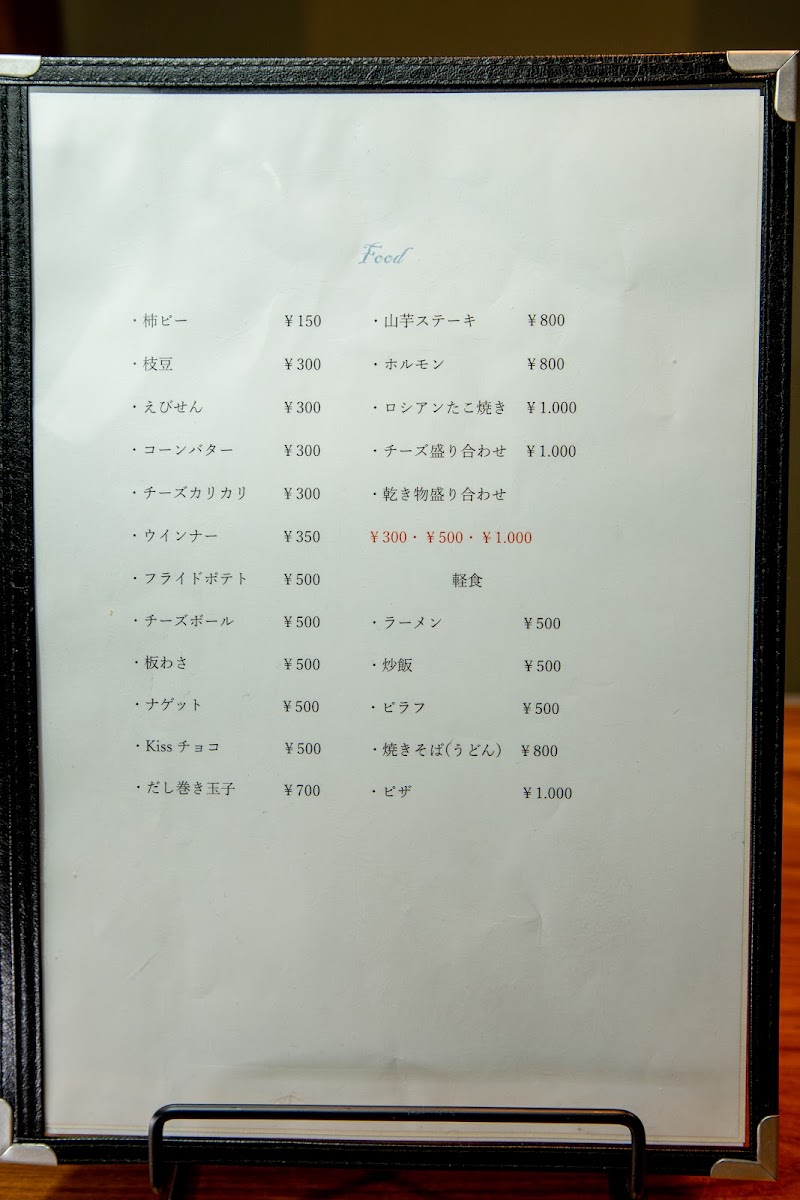 Food
・柿ピー ¥150
・枝豆 ¥300
・えびせん ¥300
・コーンバター ¥300
・チーズカリカリ ¥300
・ウインナー ¥350
・フライドポテト ¥500
・チーズボール ¥500
・板わさ ¥500
・ナゲット ¥500
・Kiss チョコ ¥500
・だし巻き玉子 ¥700
・山芋ステーキ ¥800
・ホルモン ¥800
・ロシアンたこ焼き ¥1.000
・チーズ盛り合わせ ¥1.000
・乾き物盛り合わせ
¥300・¥500・¥1.000
軽食
・ラーメン ¥500
・炒飯 ¥500
・ピラフ ¥500
・焼きそば(うどん) ¥800
・ピザ ¥1.000